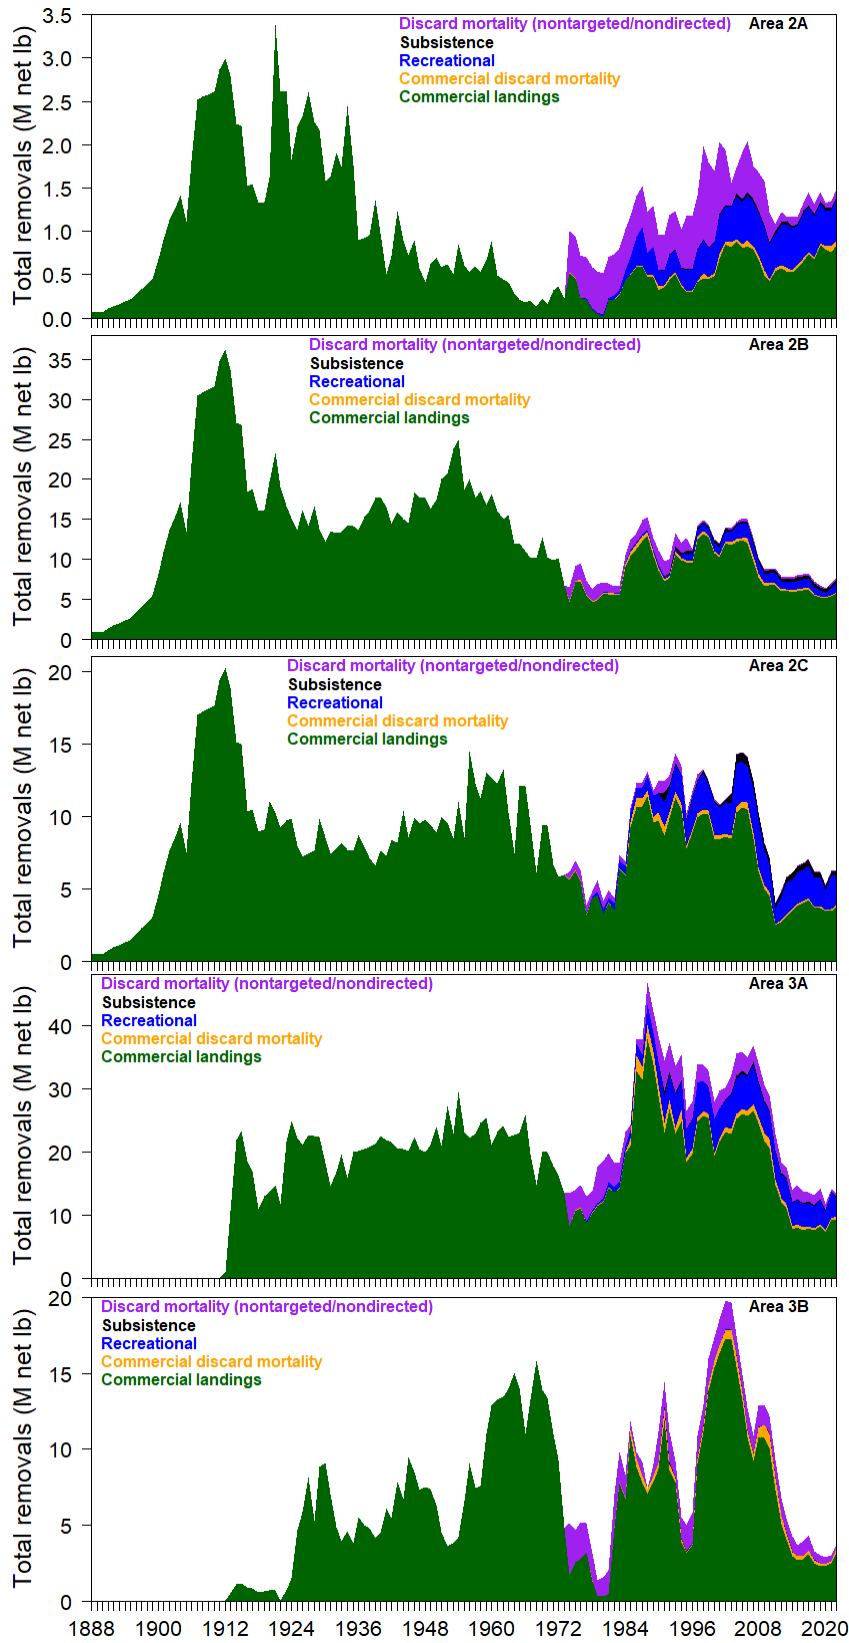 Discard mortality (nontargeted/nondirected) Area 2A
Subsistence
Recreational
Commercial discard mortality
Commercial landings
Total removals (M net lb)
3.5
3.0
2.5
2.0
1.5
1.0
0.5
0.0
Discard mortality (nontargeted/nondirected) Area 2B
Subsistence
Recreational
Commercial discard mortality
Commercial landings
Total removals (M net lb)
35
30
25
20
15
10
5
0
Discard mortality (nontargeted/nondirected) Area 2C
Subsistence
Recreational
Commercial discard mortality
Commercial landings
Total removals (M net lb)
20
15
10
5
0
Discard mortality (nontargeted/nondirected) Area 3A
Subsistence
Recreational
Commercial discard mortality
Commercial landings
Total removals (M net lb)
40
30
20
10
0
Discard mortality (nontargeted/nondirected) Area 3B
Subsistence
Recreational
Commercial discard mortality
Commercial landings
Total removals (M net lb)
20
15
10
5
0
1888 1900 1912 1924 1936 1948 1960 1972 1984 1996 2008 2020